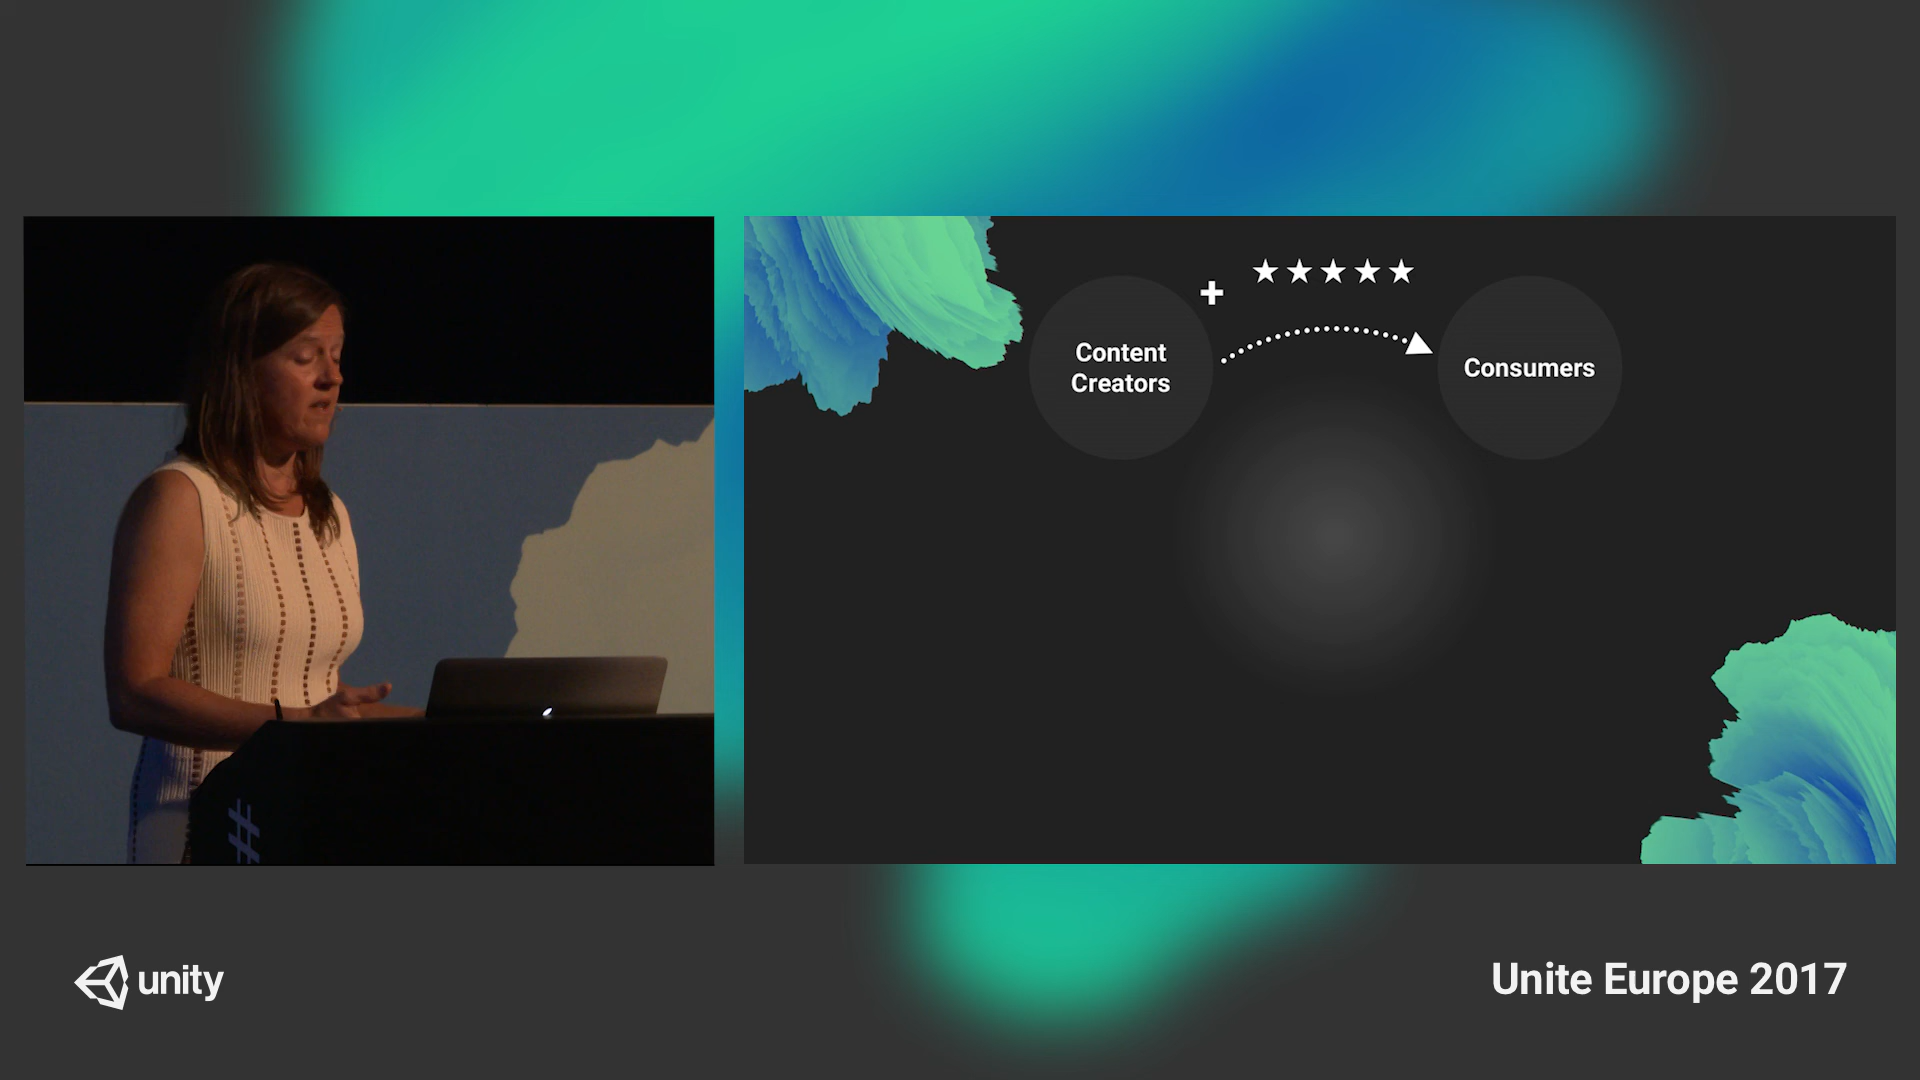 Content
Creators
+
Consumers
#
unity
Unite Europe 2017